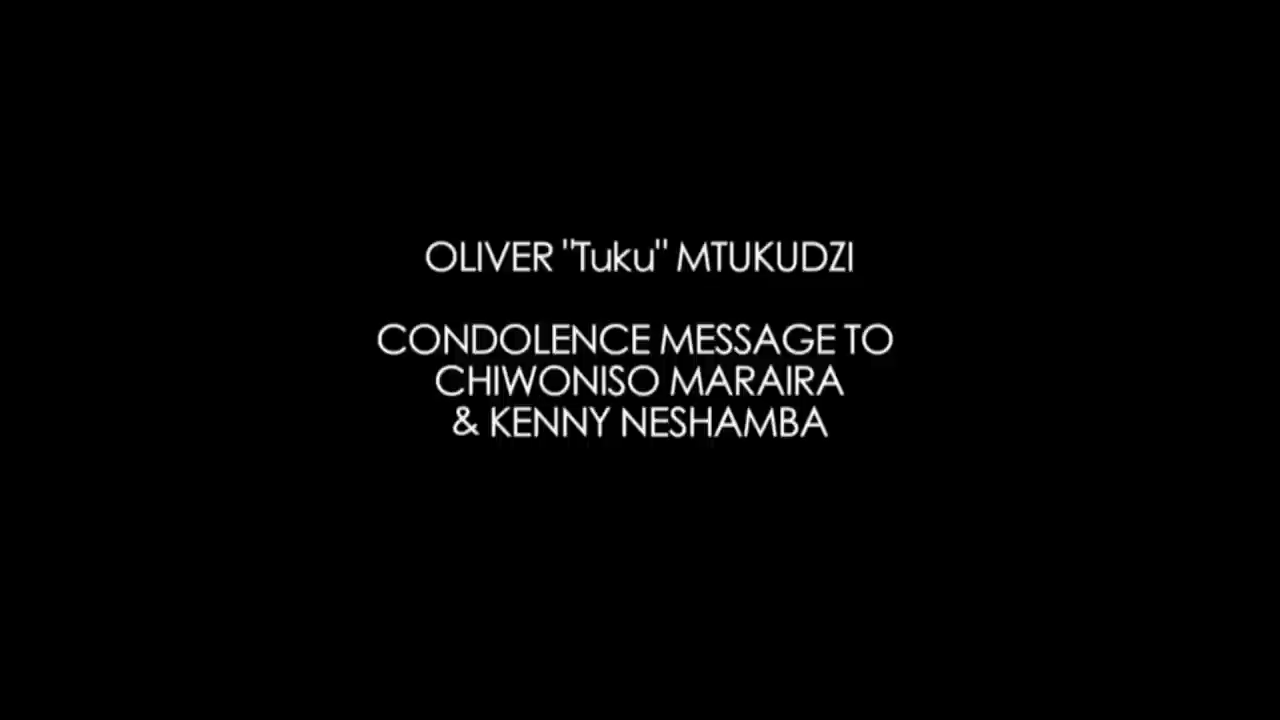 OLIVER "Tuku" MTUKUDZI
CONDOLENCE MESSAGE TO
CHIWONISO MARAIRA
& KENNY NESHAMBA